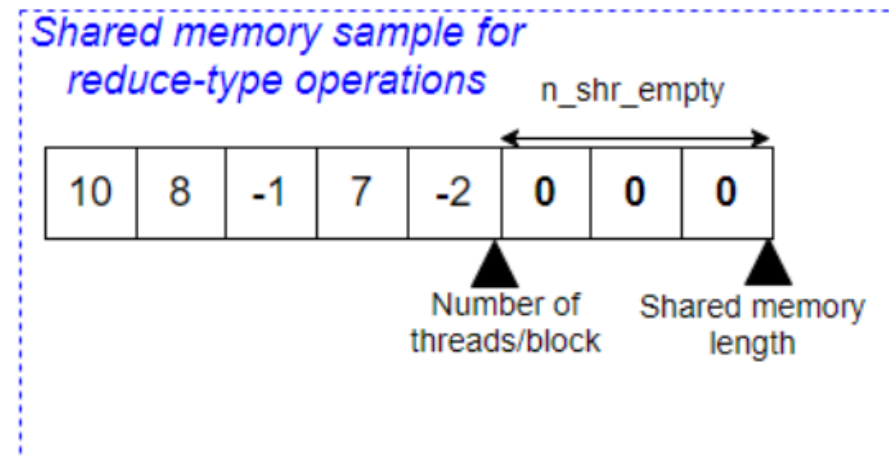 Shared memory sample for
reduce-type operations
n_shr_empty
10 8 -1 7 -2 0 0 0
Number of
threads/block
Shared memory
length